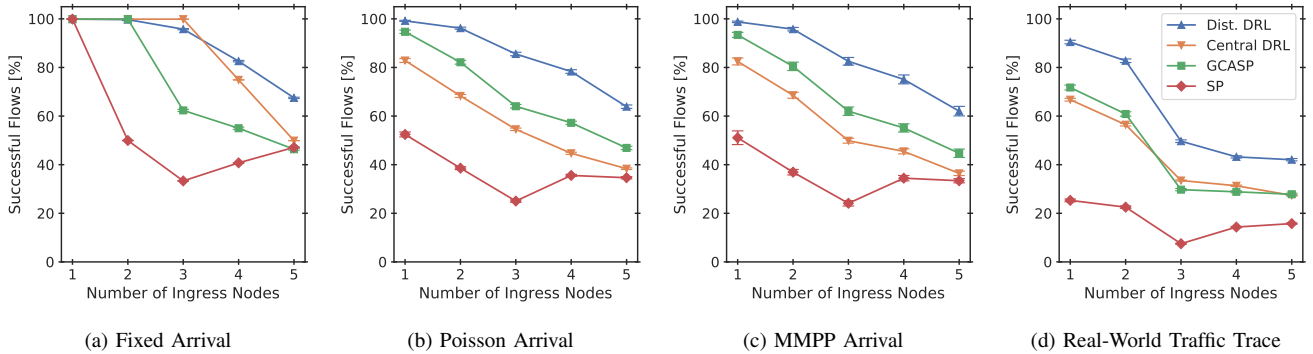 Successful Flows [%]
100
80
60
40
20
0
1 2 3 4 5
Number of Ingress Nodes
(a) Fixed Arrival
Successful Flows [%]
100
80
60
40
20
0
1 2 3 4 5
Number of Ingress Nodes
(b) Poisson Arrival
Successful Flows [%]
100
80
60
40
20
0
1 2 3 4 5
Number of Ingress Nodes
(c) MMPP Arrival
Successful Flows [%]
100
80
60
40
20
0
Dist. DRL
Central DRL
GCASP
SP
1 2 3 4 5
Number of Ingress Nodes
(d) Real-World Traffic Trace